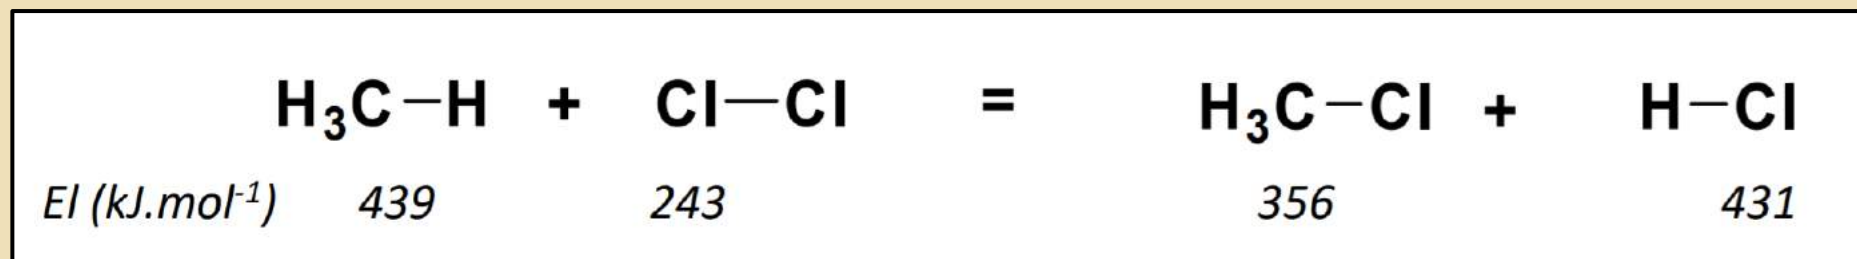 H₃C–H + Cl–Cl = H₃C–Cl + H–Cl
El (kJ.mol⁻¹) 439 243 356 431